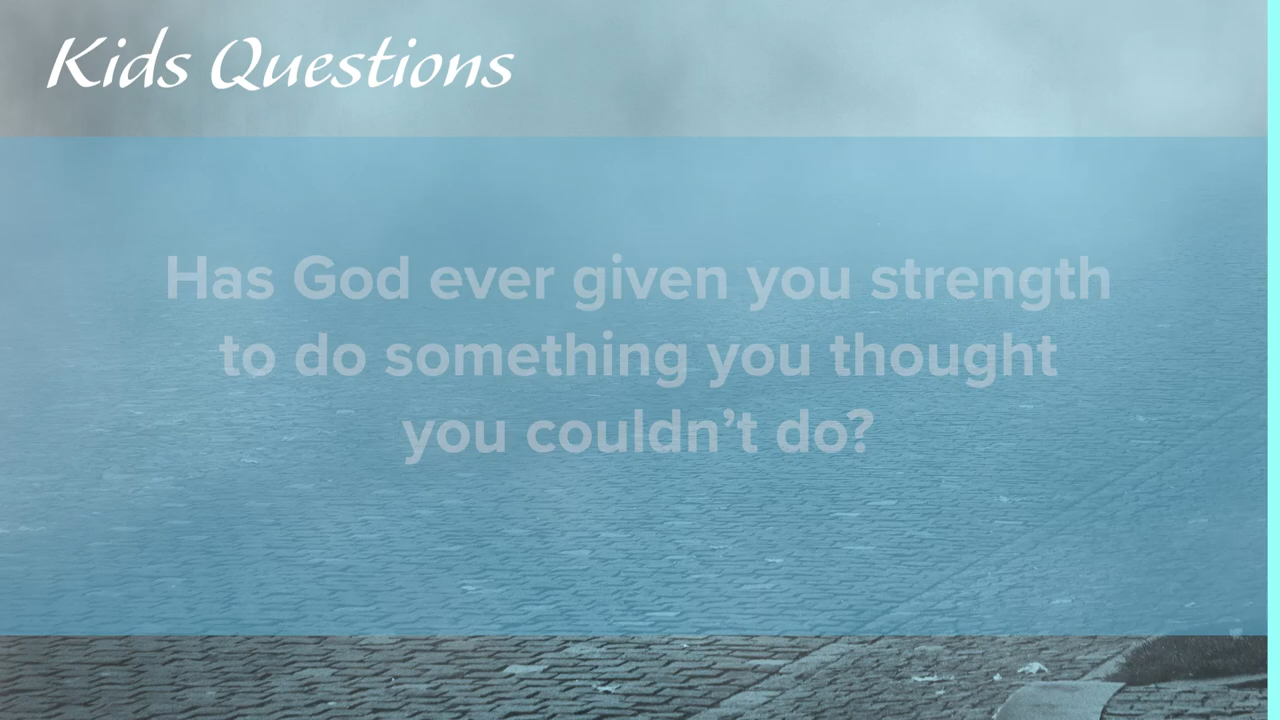 Kids Questions
Has God ever given you strength
to do something you thought
you couldn’t do?